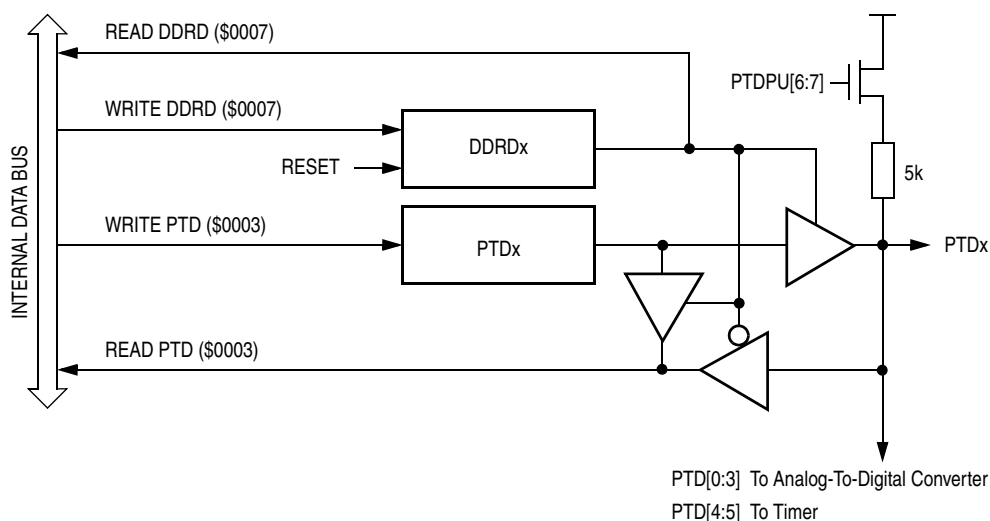 READ DDRD ($0007)
PTDPU[6:7]
WRITE DDRD ($0007)
DDRDx
RESET
5k
INTERNAL DATA BUS
WRITE PTD ($0003)
PTDx
PTDx
READ PTD ($0003)
PTD[0:3] To Analog-To-Digital Converter
PTD[4:5] To Timer